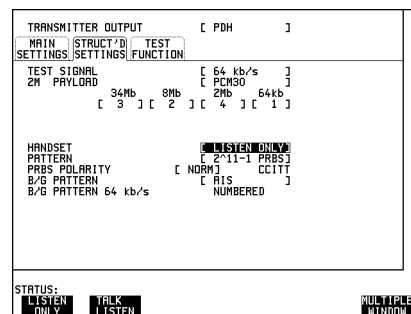 TRANSMITTER OUTPUT [ PDH ]
MAIN SETTINGS
STRUCT'D SETTINGS
TEST FUNCTION
TEST SIGNAL [ 64 kb/s ]
2M PAYLOAD [ PCM30 ]
34Mb 8Mb 2Mb 64kb
[ 3 ] [ 2 ] [ 4 ] [ 1 ]
HANDSET [ LISTEN ONLY ]
PATTERN [ 2^11-1 PRBS]
PRBS POLARITY [ NORM] CCITT
B/G PATTERN [ AIS ]
B/G PATTERN 64 kb/s NUMBERED
STATUS:
LISTEN ONLY
TALK LISTEN
MULTIPLE WINDOW